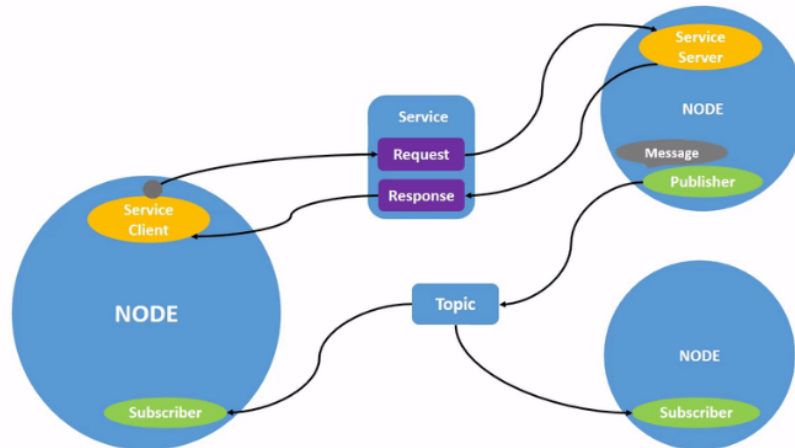 Service
Server
NODE
Message
Publisher
Service
Request
Response
Service
Client
NODE
Subscriber
Topic
NODE
Subscriber